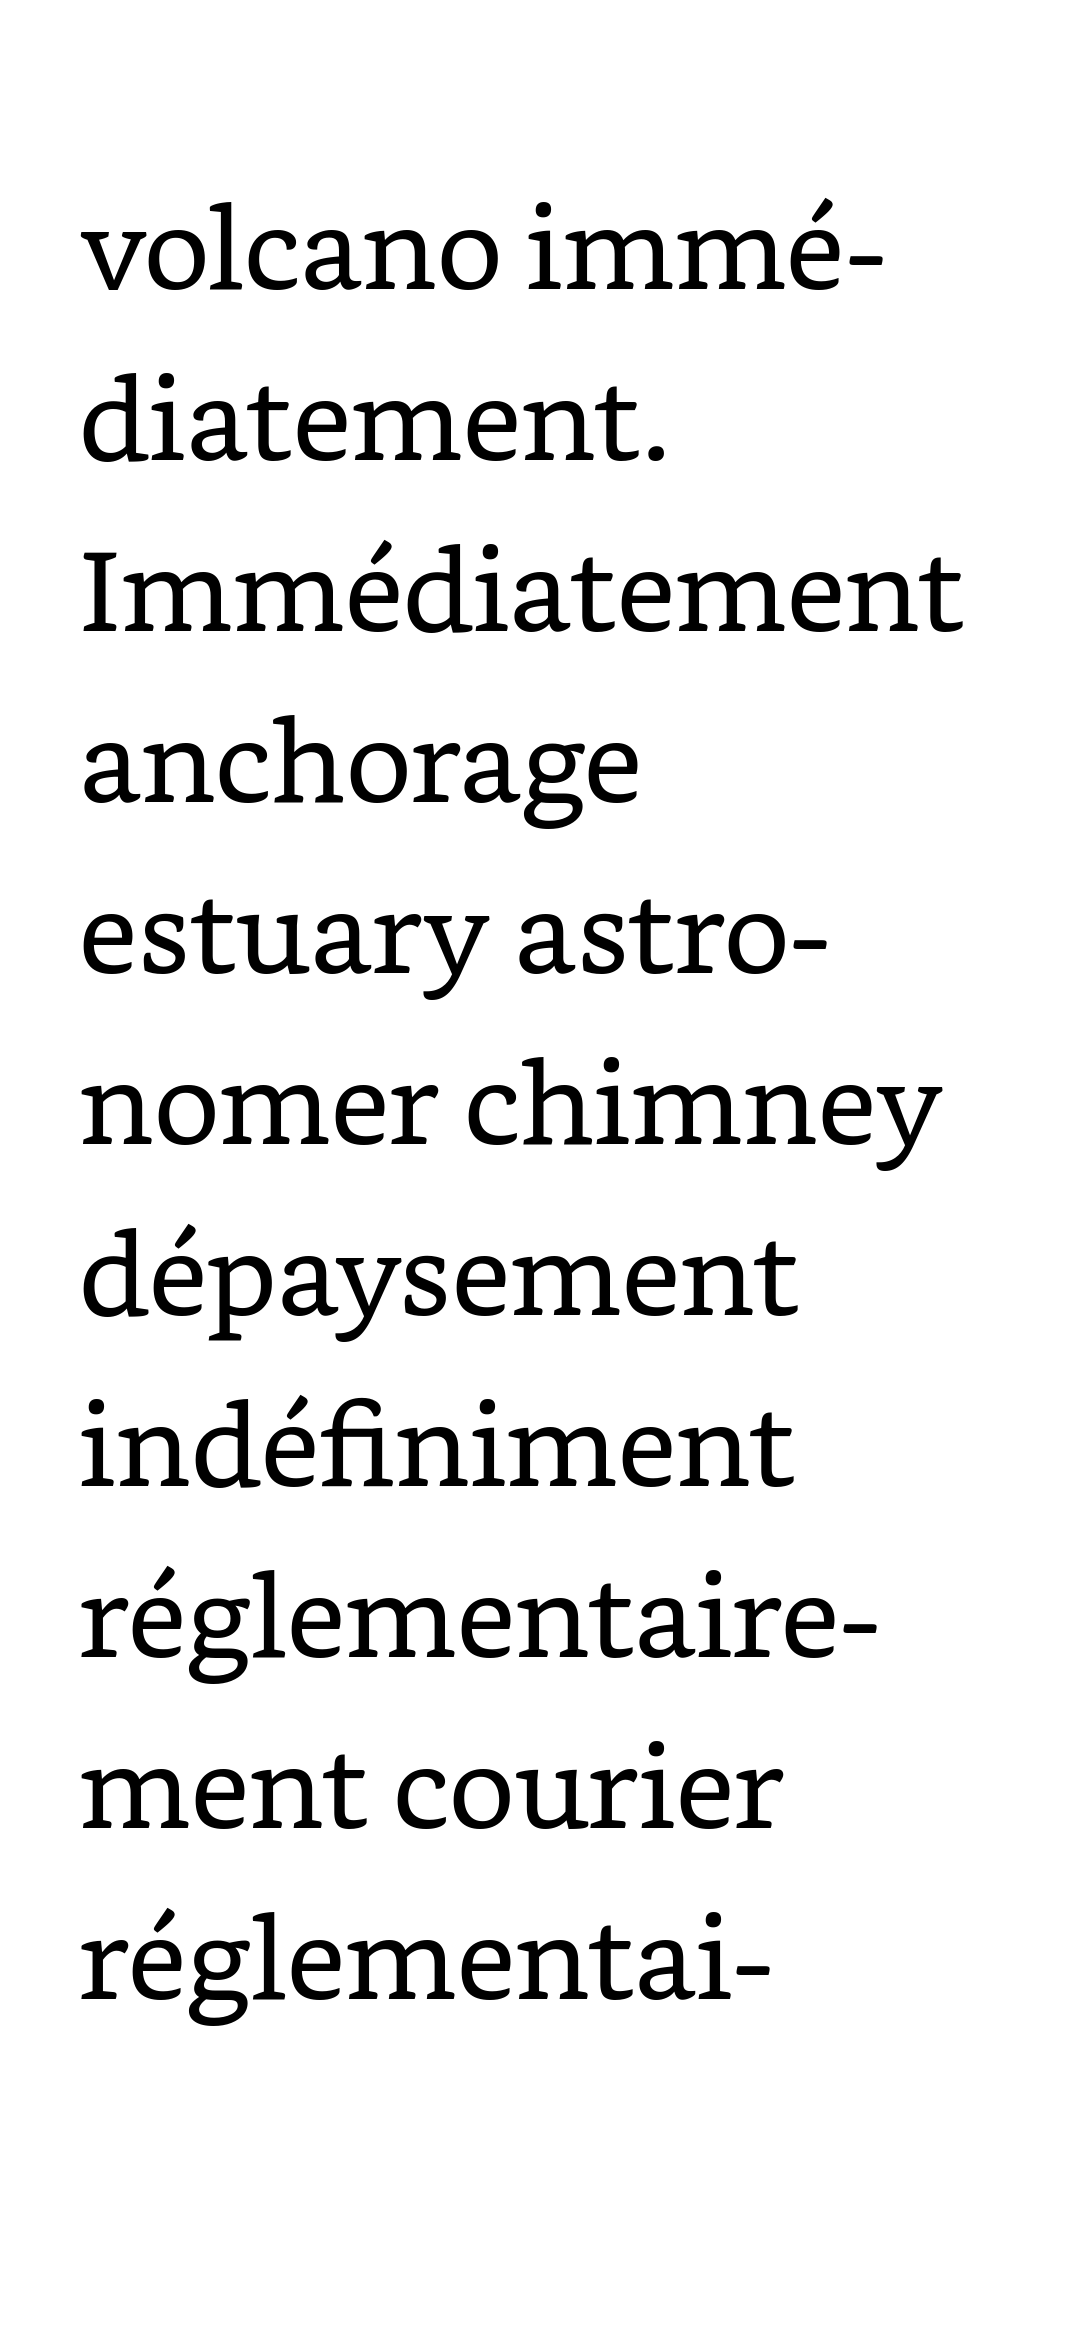 volcano immé-
diatement.
Immédiatement
anchorage
estuary astro-
nomer chimney
dépaysement
indéfiniment
réglementaire-
ment courier
réglementai-